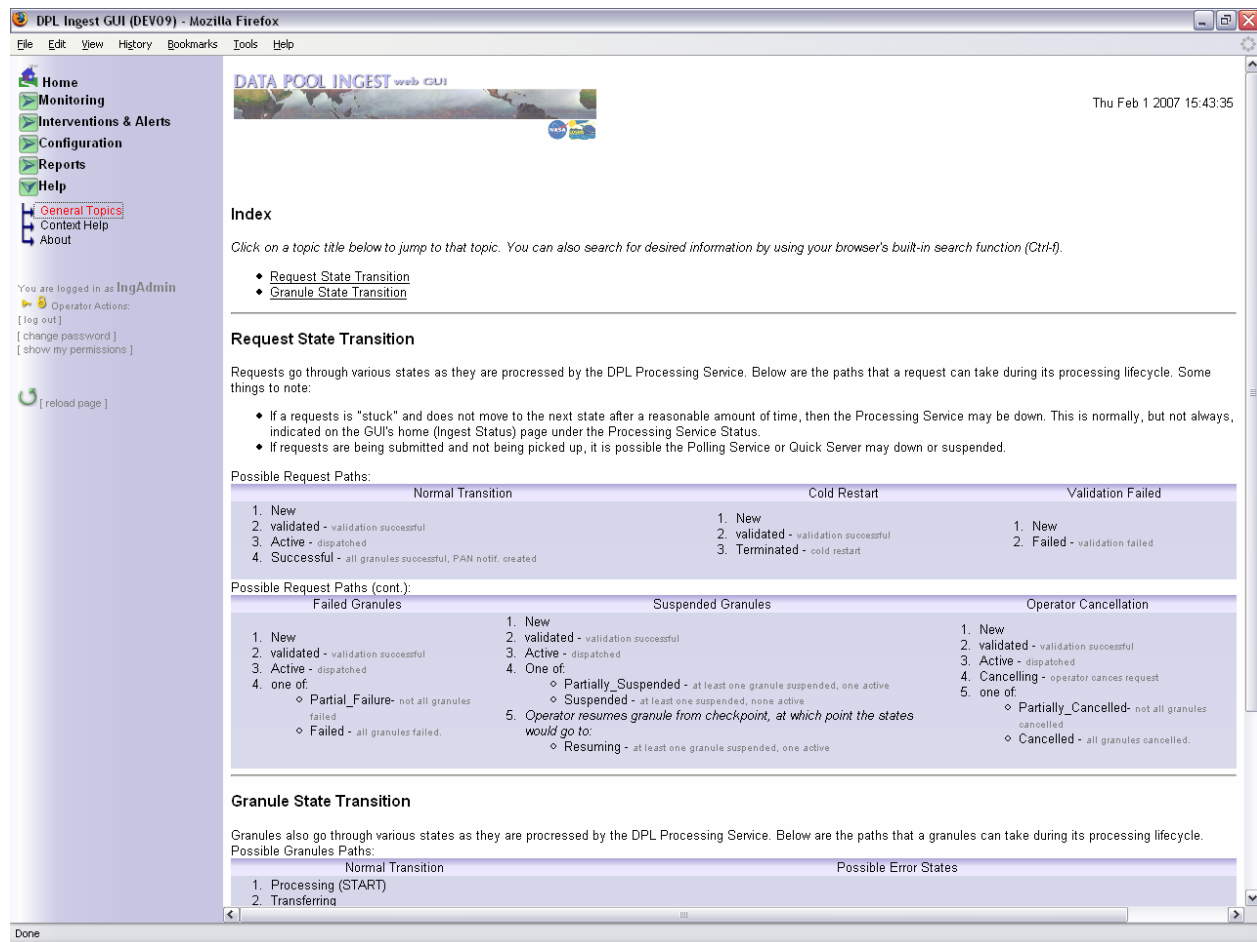 DPL Ingest GUI (DEV09) - Mozilla Firefox
File Edit View History Bookmarks Tools Help
Home
Monitoring
Interventions & Alerts
Configuration
Reports
Help
General Topics
Context Help
About
You are logged in as IngAdmin
Operator Actions:
[ log out ]
[ change password ]
[ show my permissions ]
[ reload page ]
DATA POOL INGEST web GUI
NASA
Thu Feb 1 2007 15:43:35
Index
Click on a topic title below to jump to that topic. You can also search for desired information by using your browser's built-in search function (Ctrl-f).
Request State Transition
Granule State Transition
Request State Transition
Requests go through various states as they are procressed by the DPL Processing Service. Below are the paths that a request can take during its processing lifecycle. Some
things to note:
If a requests is "stuck" and does not move to the next state after a reasonable amount of time, then the Processing Service may be down. This is normally, but not always,
indicated on the GUI's home (Ingest Status) page under the Processing Service Status.
If requests are being submitted and not being picked up, it is possible the Polling Service or Quick Server may down or suspended.
Possible Request Paths:
Normal Transition
1. New
2. validated - validation successful
3. Active - dispatched
4. Successful - all granules successful, PAN notif. created
Cold Restart
1. New
2. validated - validation successful
3. Terminated - cold restart
Validation Failed
1. New
2. Failed - validation failed
Possible Request Paths (cont.):
Failed Granules
1. New
2. validated - validation successful
3. Active - dispatched
4. one of:
Partial_Failure- not all granules
failed
Failed - all granules failed.
Suspended Granules
1. New
2. validated - validation successful
3. Active - dispatched
4. One of:
Partially_Suspended - at least one granule suspended, one active
Suspended - at least one suspended, none active
5. Operator resumes granule from checkpoint, at which point the states
would go to:
Resuming - at least one granule suspended, one active
Operator Cancellation
1. New
2. validated - validation successful
3. Active - dispatched
4. Cancelling - operator cances request
5. one of:
Partially_Cancelled- not all granules
cancelled
Cancelled - all granules cancelled.
Granule State Transition
Granules also go through various states as they are procressed by the DPL Processing Service. Below are the paths that a granules can take during its processing lifecycle.
Possible Granules Paths:
Normal Transition
Possible Error States
1. Processing (START)
2. Transferring
Done